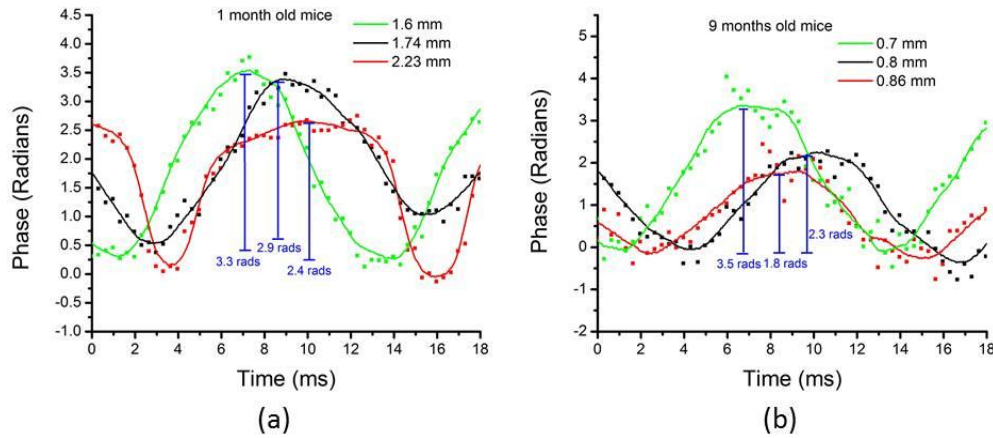 1 month old mice
1.6 mm
1.74 mm
2.23 mm
4.5
4.0
3.5
3.0
2.5
2.0
1.5
1.0
0.5
0.0
-0.5
-1.0
Phase (Radians)
3.3 rads
2.9 rads
2.4 rads
0 2 4 6 8 10 12 14 16 18
Time (ms)
(a)
9 months old mice
0.7 mm
0.8 mm
0.86 mm
5
4
3
2
1
0
-1
-2
Phase (Radians)
3.5 rads
1.8 rads
2.3 rads
0 2 4 6 8 10 12 14 16 18
Time (ms)
(b)